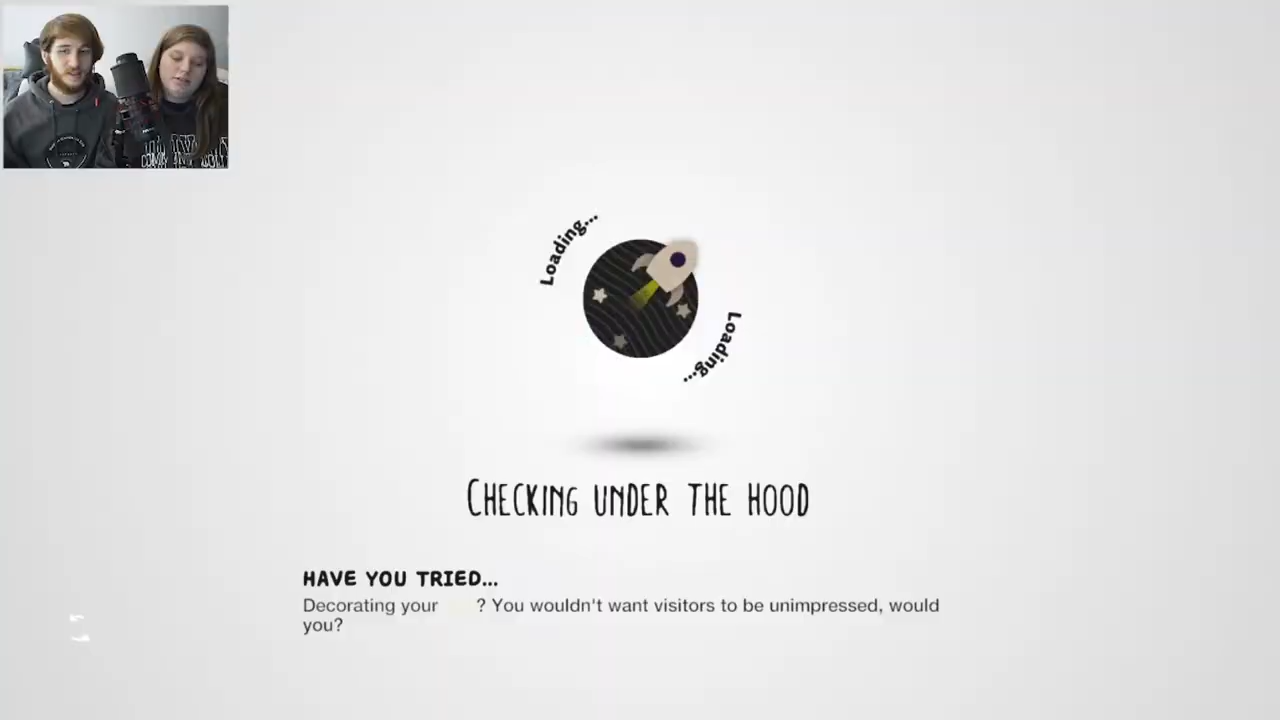 Loading...
Loading...
CHECKING UNDER THE HOOD
HAVE YOU TRIED...
Decorating your ? You wouldn't want visitors to be unimpressed, would
you?